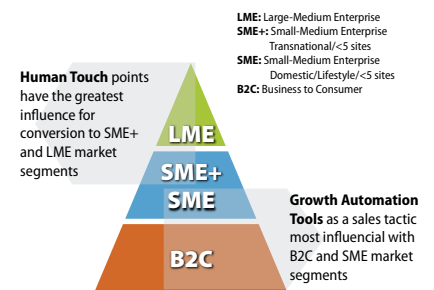 LME: Large-Medium Enterprise
SME+: Small-Medium Enterprise
Transnational/<5 sites
SME: Small-Medium Enterprise
Domestic/Lifestyle/<5 sites
B2C: Business to Consumer
Human Touch points
have the greatest
influence for
conversion to SME+
and LME market
segments
LME
SME+
SME
B2C
Growth Automation
Tools as a sales tactic
most influencial with
B2C and SME market
segments